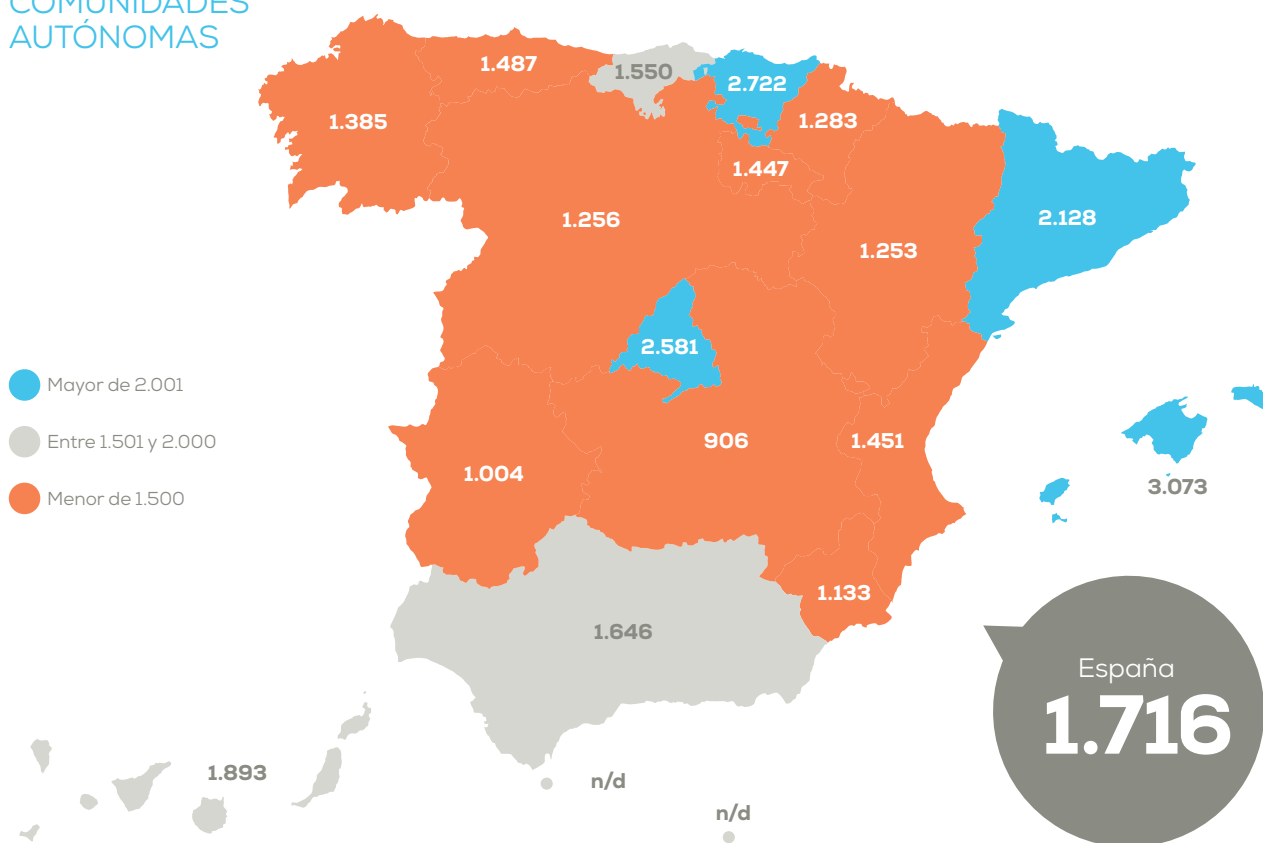 COMUNIDADES
AUTÓNOMAS
1.487
1.550
2.722
1.385
1.283
1.447
1.256
2.128
1.253
2.581
Mayor de 2.001
Entre 1.501 y 2.000
Menor de 1.500
906
1.451
1.004
3.073
1.133
1.646
España
1.716
1.893
n/d
n/d